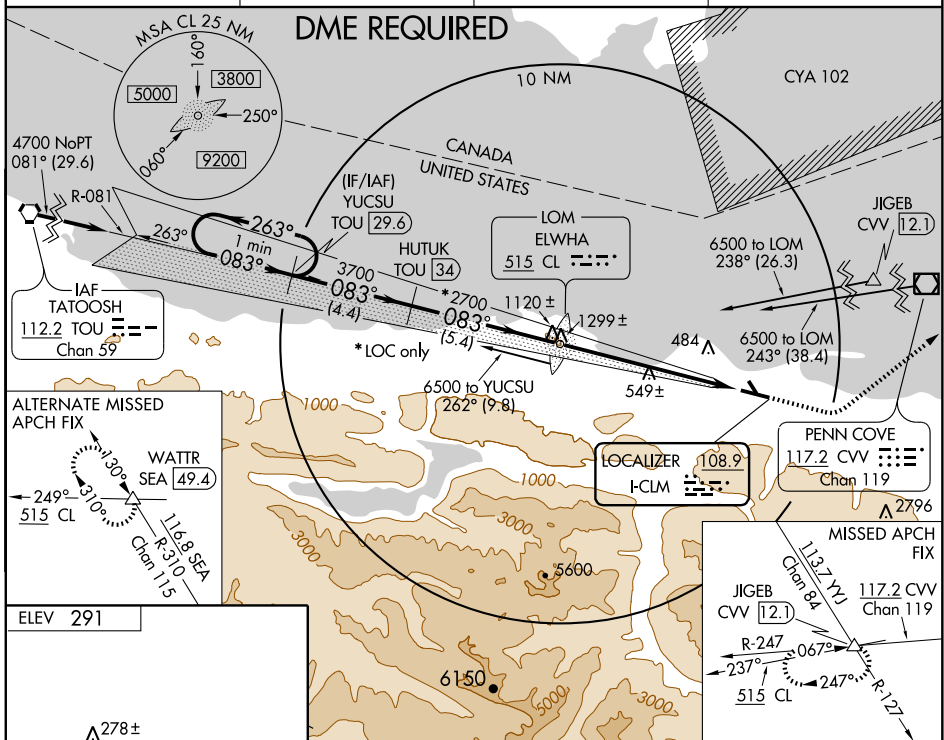 DME REQUIRED
MSA CL 25 NM
160°
5000
3800
250°
060°
9200
10 NM
CYA 102
CANADA
UNITED STATES
4700 NoPT
081° (29.6)
R-081
263°
263°
1 min
083°
(IF/IAF)
YUCSU
TOU 29.6
HUTUK
TOU 34
3700
083°
(4.4)
*2700
083°
(5.4)
*LOC only
LOM
ELWHA
515 CL
1120 ±
1299 ±
JIGEB
CVV 12.1
6500 to LOM
238° (26.3)
6500 to LOM
243° (38.4)
IAF
TATOOSH
112.2 TOU
Chan 59
484
549 ±
6500 to YUCSU
262° (9.8)
LOCALIZER 108.9
I-CLM
PENN COVE
117.2 CVV
Chan 119
2796
1000
1000
3000
3000
5600
6150
5000
3000
ALTERNATE MISSED
APCH FIX
WATTR
SEA 49.4
130°
310°
249°
515 CL
116.8 SEA
R-310
Chan 115
ELEV 291
278 ±
MISSED APCH
FIX
113.7 YYJ
Chan 84
117.2 CVV
Chan 119
JIGEB
CVV 12.1
R-247
067°
237°
247°
515 CL
R-127